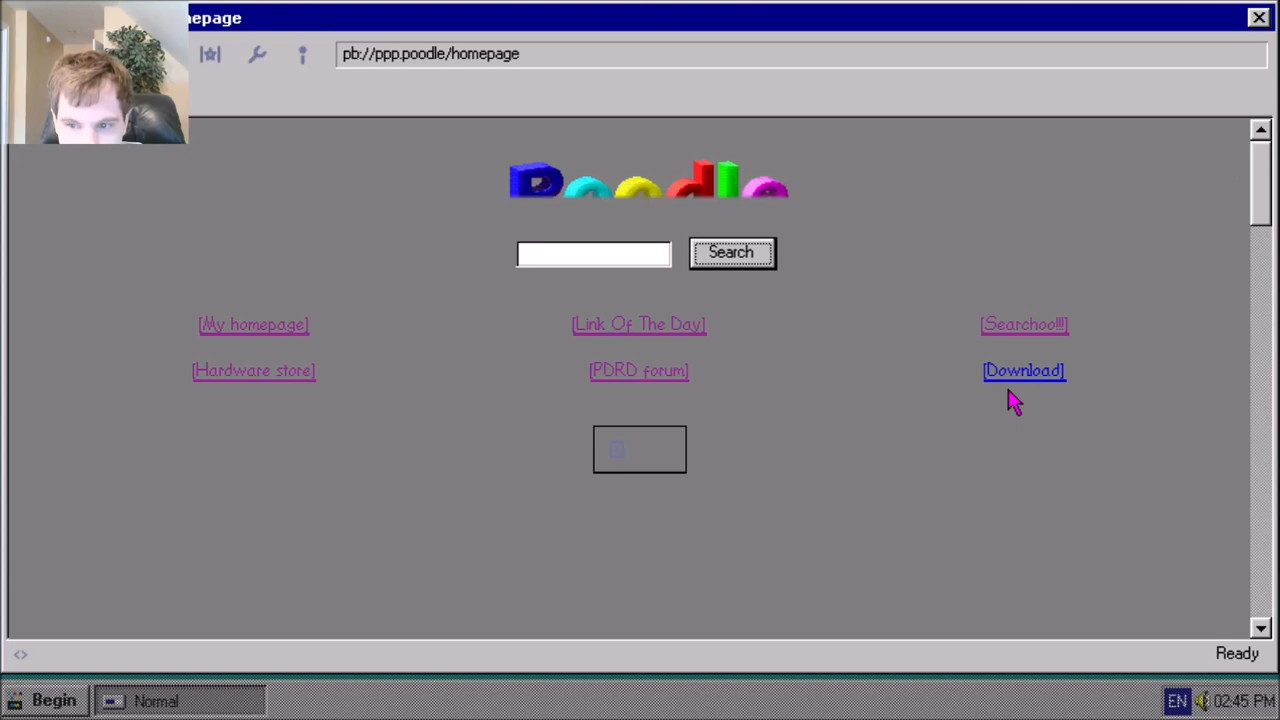 epage
pb://ppp.poodle/homepage
Poodle
Search
[My homepage] [Link Of The Day] [Searchoo!!!]
[Hardware store] [PDRD forum] [Download]
<> Ready
Begin Normal EN 02:45 PM